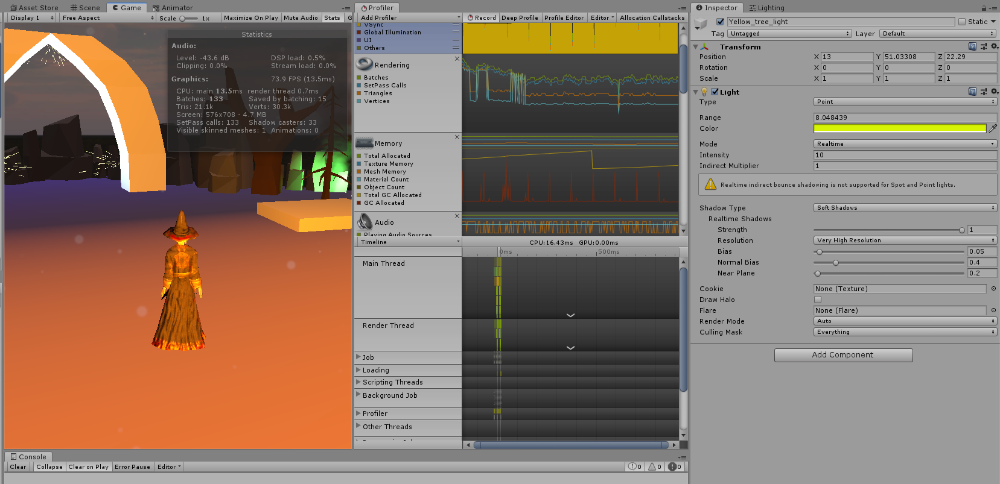 Asset Store Scene Game Animator
Display 1 Free Aspect Scale 1x Maximize On Play Mute Audio Stats G
Statistics
Audio:
Level: -43.6 dB DSP load: 0.5%
Clipping: 0.0% Stream load: 0.0%
Graphics: 73.9 FPS (13.5ms)
CPU: main 13.5ms render thread 0.7ms
Batches: 133 Saved by batching: 15
Tris: 21.1k Verts: 30.3k
Screen: 576x708 - 4.7 MB
SetPass calls: 133 Shadow casters: 33
Visible skinned meshes: 1 Animations: 0
Profiler
Add Profiler Record Deep Profile Profile Editor Editor Allocation Callstacks
VSync
Global Illumination
UI
Others
Rendering
Batches
SetPass Calls
Triangles
Vertices
Memory
Total Allocated
Texture Memory
Mesh Memory
Material Count
Object Count
Total GC Allocated
GC Allocated
Audio
Playing Audio Sources
Timeline CPU:16.43ms GPU:0.00ms
0ms 500ms
Main Thread
Render Thread
Job
Loading
Scripting Threads
Background Job
Profiler
Other Threads
Console
Clear Collapse Clear on Play Error Pause Editor 0 0 0
Inspector Lighting
Yellow_tree_light Static
Tag Untagged Layer Default
Transform
Position X 13 Y 51.03308 Z 22.29
Rotation X 0 Y 0 Z 0
Scale X 1 Y 1 Z 1
Light
Type Point
Range 8.048439
Color
Mode Realtime
Intensity 10
Indirect Multiplier 1
Realtime indirect bounce shadowing is not supported for Spot and Point lights.
Shadow Type Soft Shadows
Realtime Shadows
Strength 1
Resolution Very High Resolution
Bias 0.05
Normal Bias 0.4
Near Plane 0.2
Cookie None (Texture)
Draw Halo
Flare None (Flare)
Render Mode Auto
Culling Mask Everything
Add Component